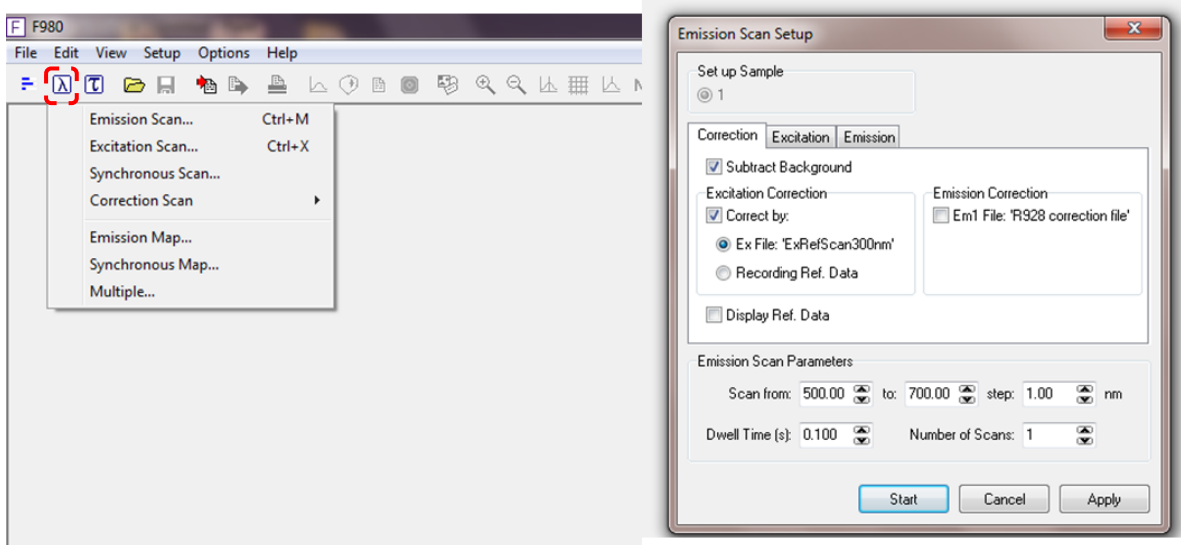 F F980
File Edit View Setup Options Help
λ τ
Emission Scan... Ctrl+M
Excitation Scan... Ctrl+X
Synchronous Scan...
Correction Scan
Emission Map...
Synchronous Map...
Multiple...
Emission Scan Setup
Set up Sample
1
Correction Excitation Emission
Subtract Background
Excitation Correction
Correct by:
Ex File: 'ExRefScan300nm'
Recording Ref. Data
Emission Correction
Em1 File: 'R928 correction file'
Display Ref. Data
Emission Scan Parameters
Scan from: 500.00 to: 700.00 step: 1.00 nm
Dwell Time (s): 0.100 Number of Scans: 1
Start Cancel Apply